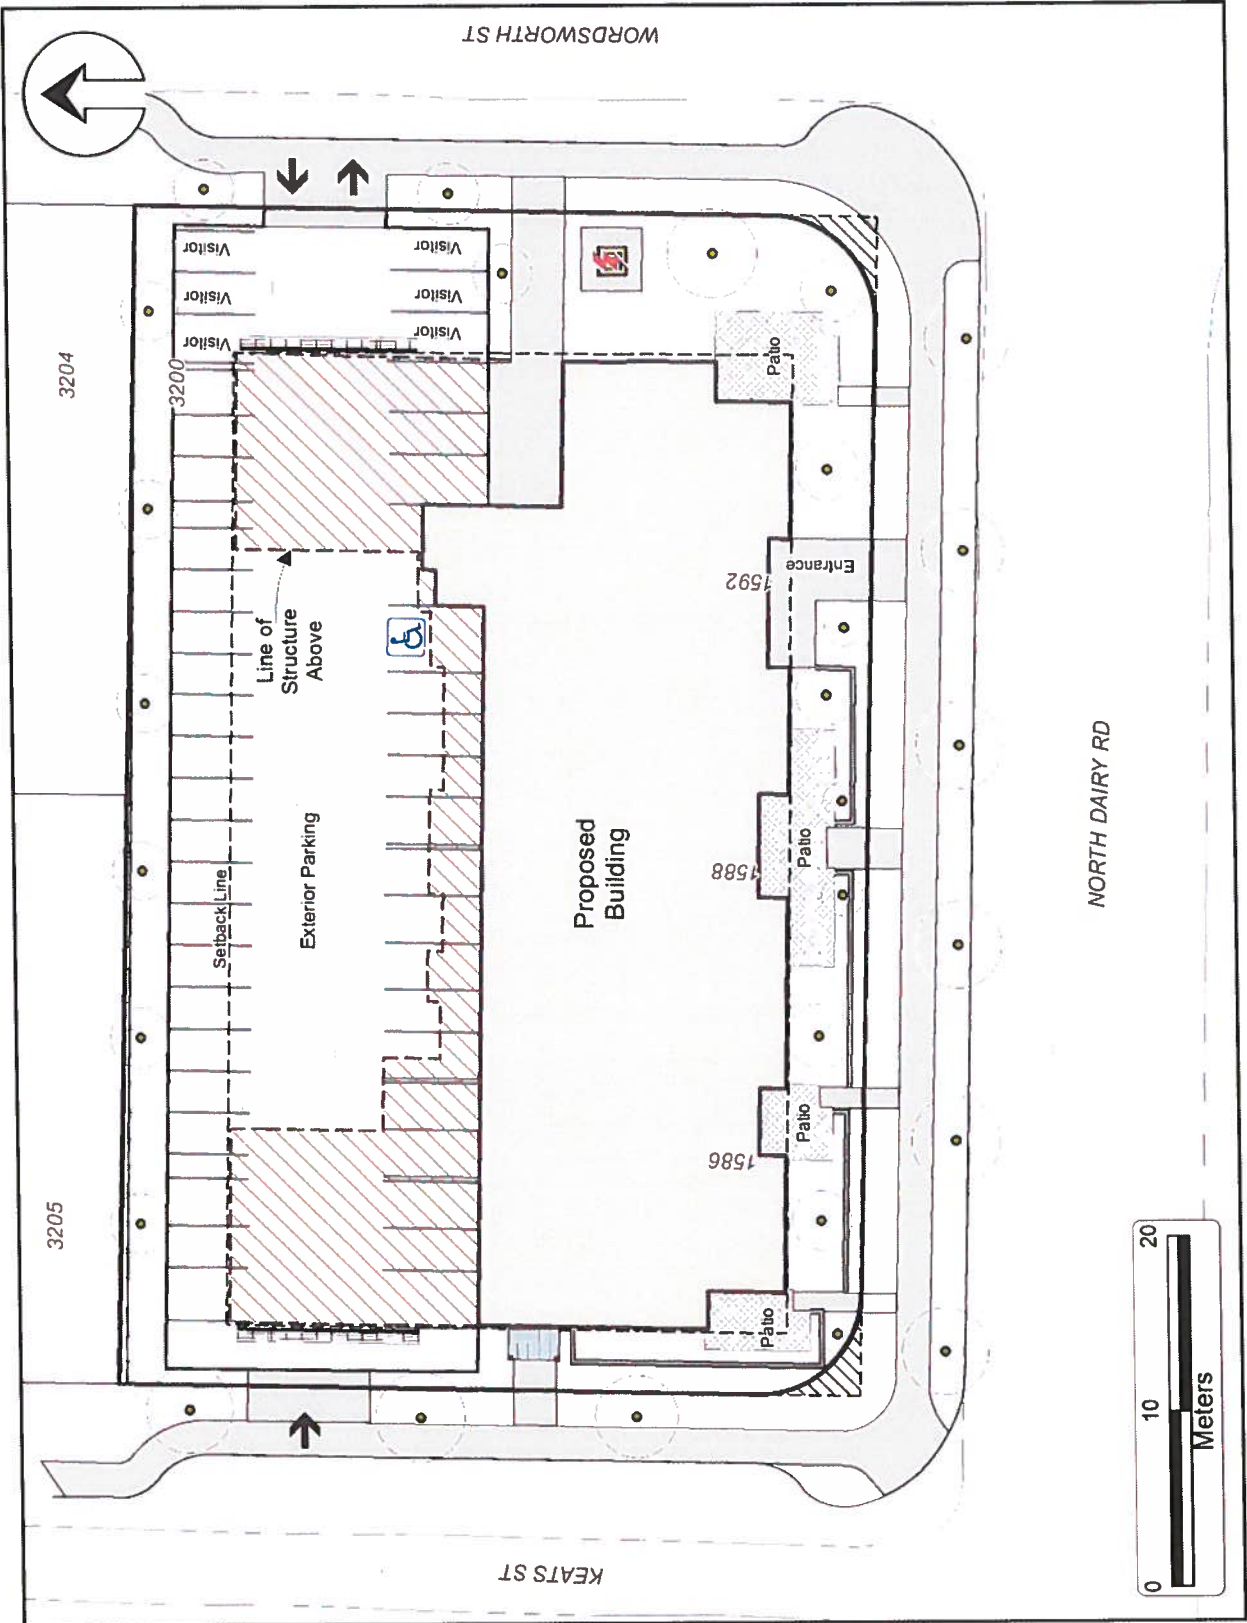 WORDSWORTH ST
3204
3200
Visitor
Visitor
Visitor
Visitor
Visitor
Visitor
Line of
Structure
Above
Setback Line
Exterior Parking
Proposed
Building
Patio
Entrance
1592
1588
Patio
1586
Patio
Patio
3205
NORTH DAIRY RD
KEATS ST
0
10
20
Meters